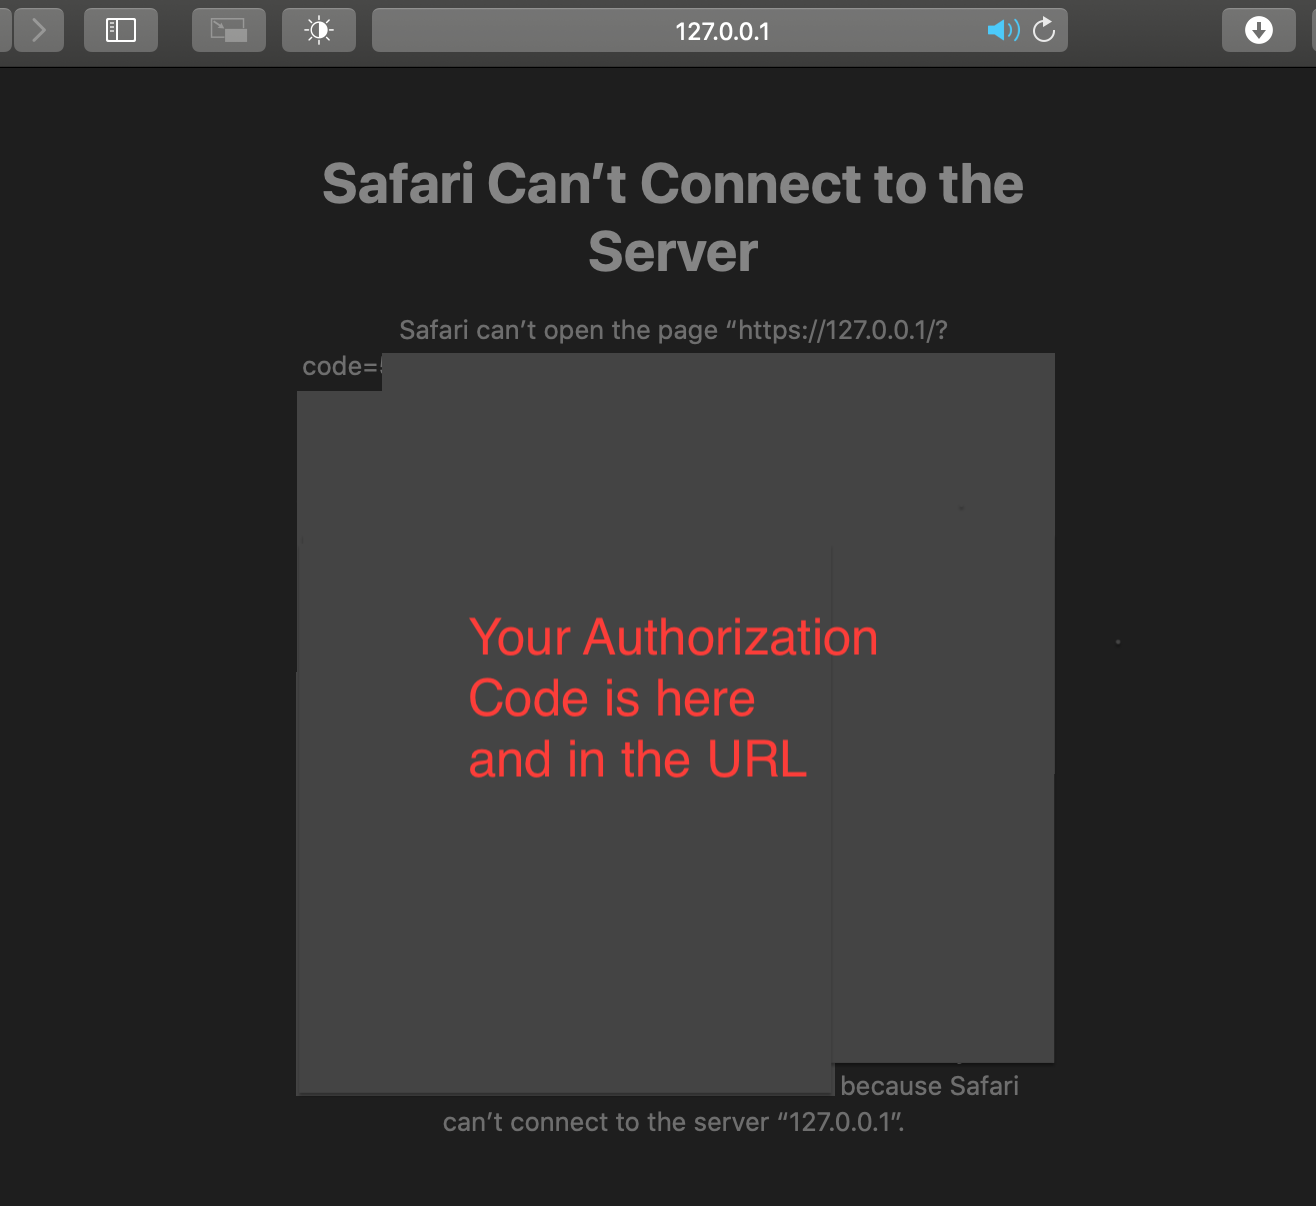 127.0.0.1
Safari Can’t Connect to the
Server
Safari can’t open the page “https://127.0.0.1/?
code=
Your Authorization
Code is here
and in the URL
because Safari
can’t connect to the server “127.0.0.1”.